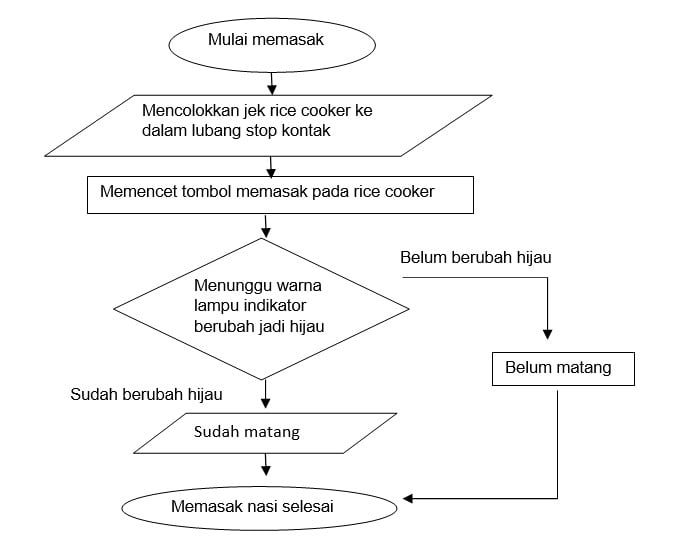 Mulai memasak
Mencolokkan jek rice cooker ke
dalam lubang stop kontak
Memencet tombol memasak pada rice cooker
Belum berubah hijau
Menunggu warna
lampu indikator
berubah jadi hijau
Belum matang
Sudah berubah hijau
Sudah matang
Memasak nasi selesai